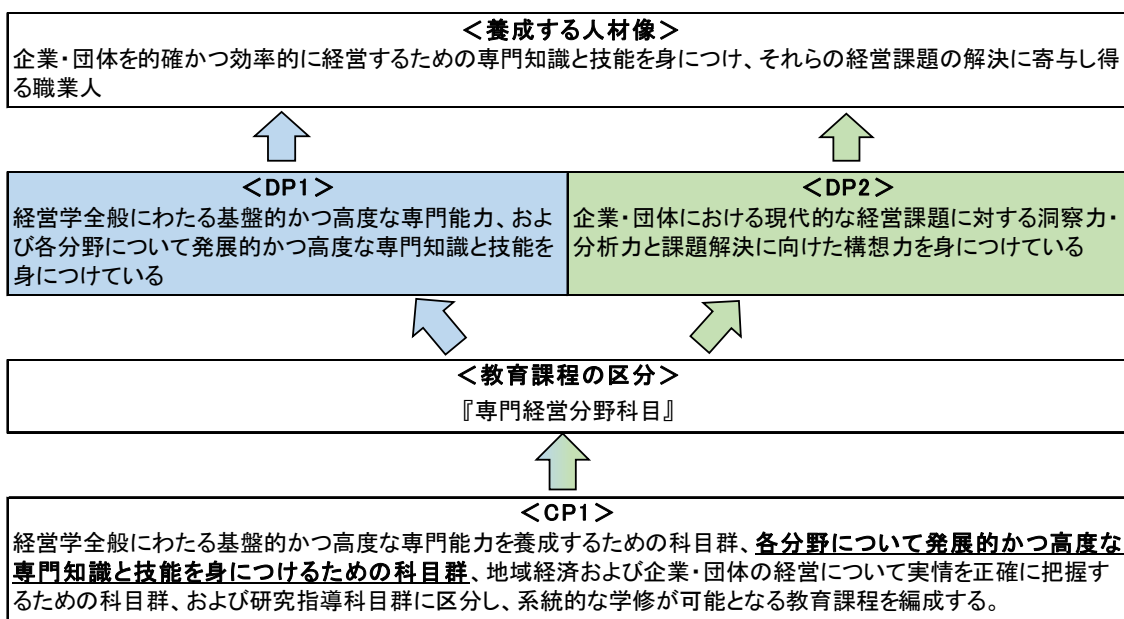 ＜養成する人材像＞
企業・団体を的確かつ効率的に経営するための専門知識と技能を身につけ、それらの経営課題の解決に寄与し得
る職業人
＜DP1＞
経営学全般にわたる基盤的かつ高度な専門能力、およ
び各分野について発展的かつ高度な専門知識と技能を
身につけている
＜DP2＞
企業・団体における現代的な経営課題に対する洞察力・
分析力と課題解決に向けた構想力を身につけている
＜教育課程の区分＞
『専門経営分野科目』
＜CP1＞
経営学全般にわたる基盤的かつ高度な専門能力を養成するための科目群、各分野について発展的かつ高度な
専門知識と技能を身につけるための科目群、地域経済および企業・団体の経営について実情を正確に把握す
るための科目群、および研究指導科目群に区分し、系統的な学修が可能となる教育課程を編成する。